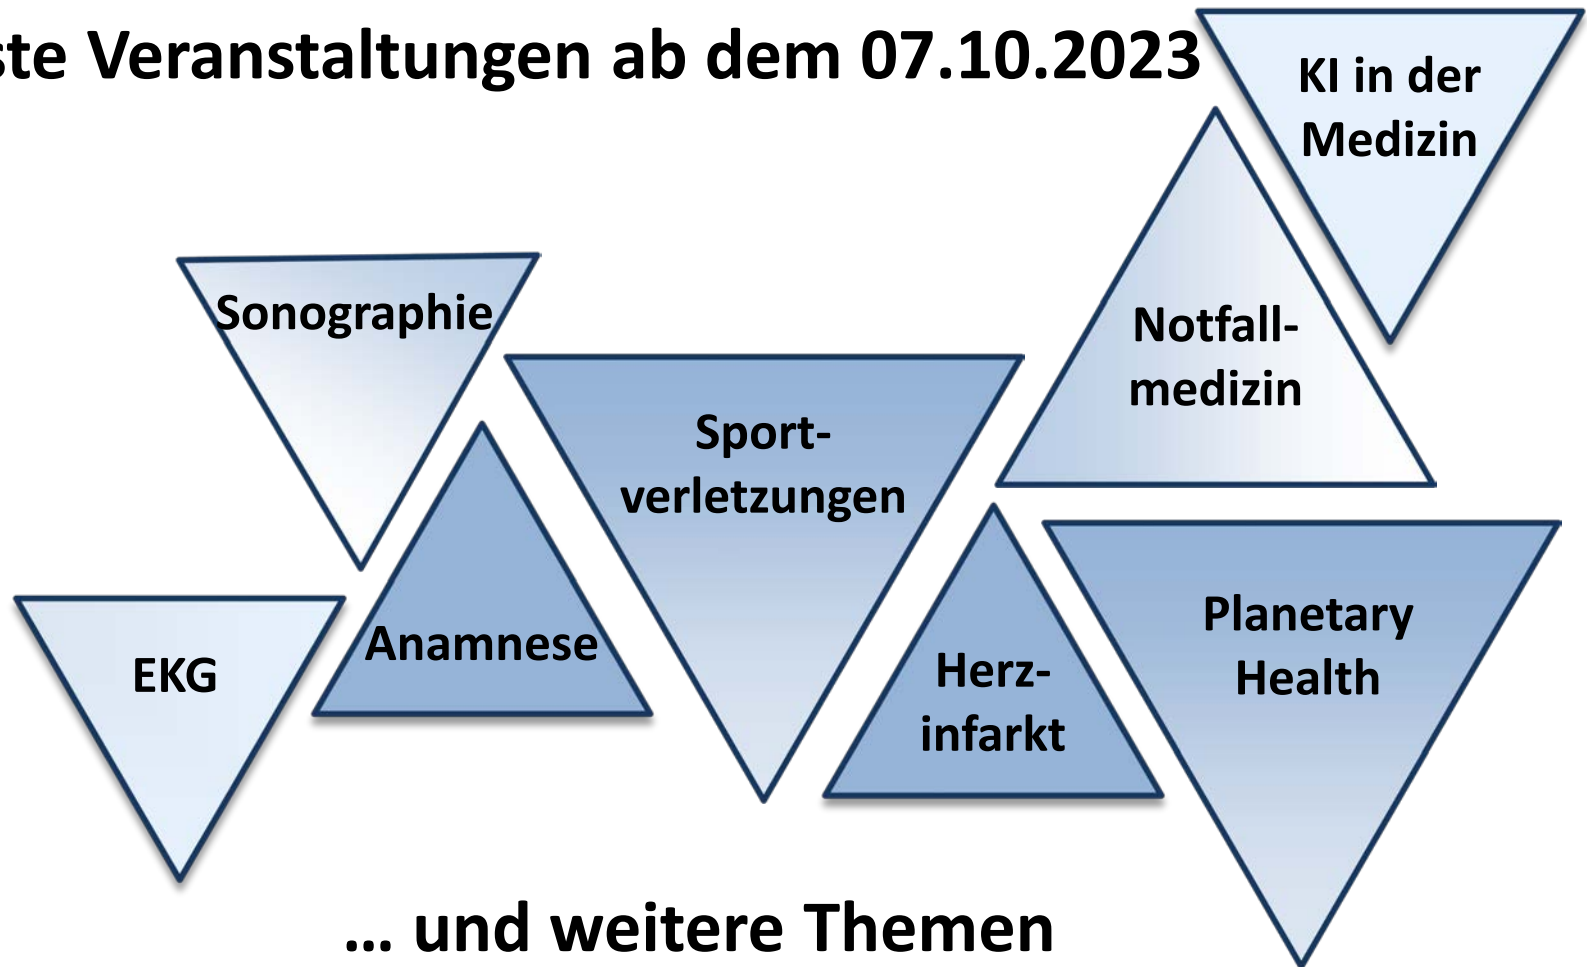 ste Veranstaltungen ab dem 07.10.2023
KI in der
Medizin
Sonographie
Notfall-
medizin
Sport-
verletzungen
EKG
Anamnese
Herz-
infarkt
Planetary
Health
... und weitere Themen